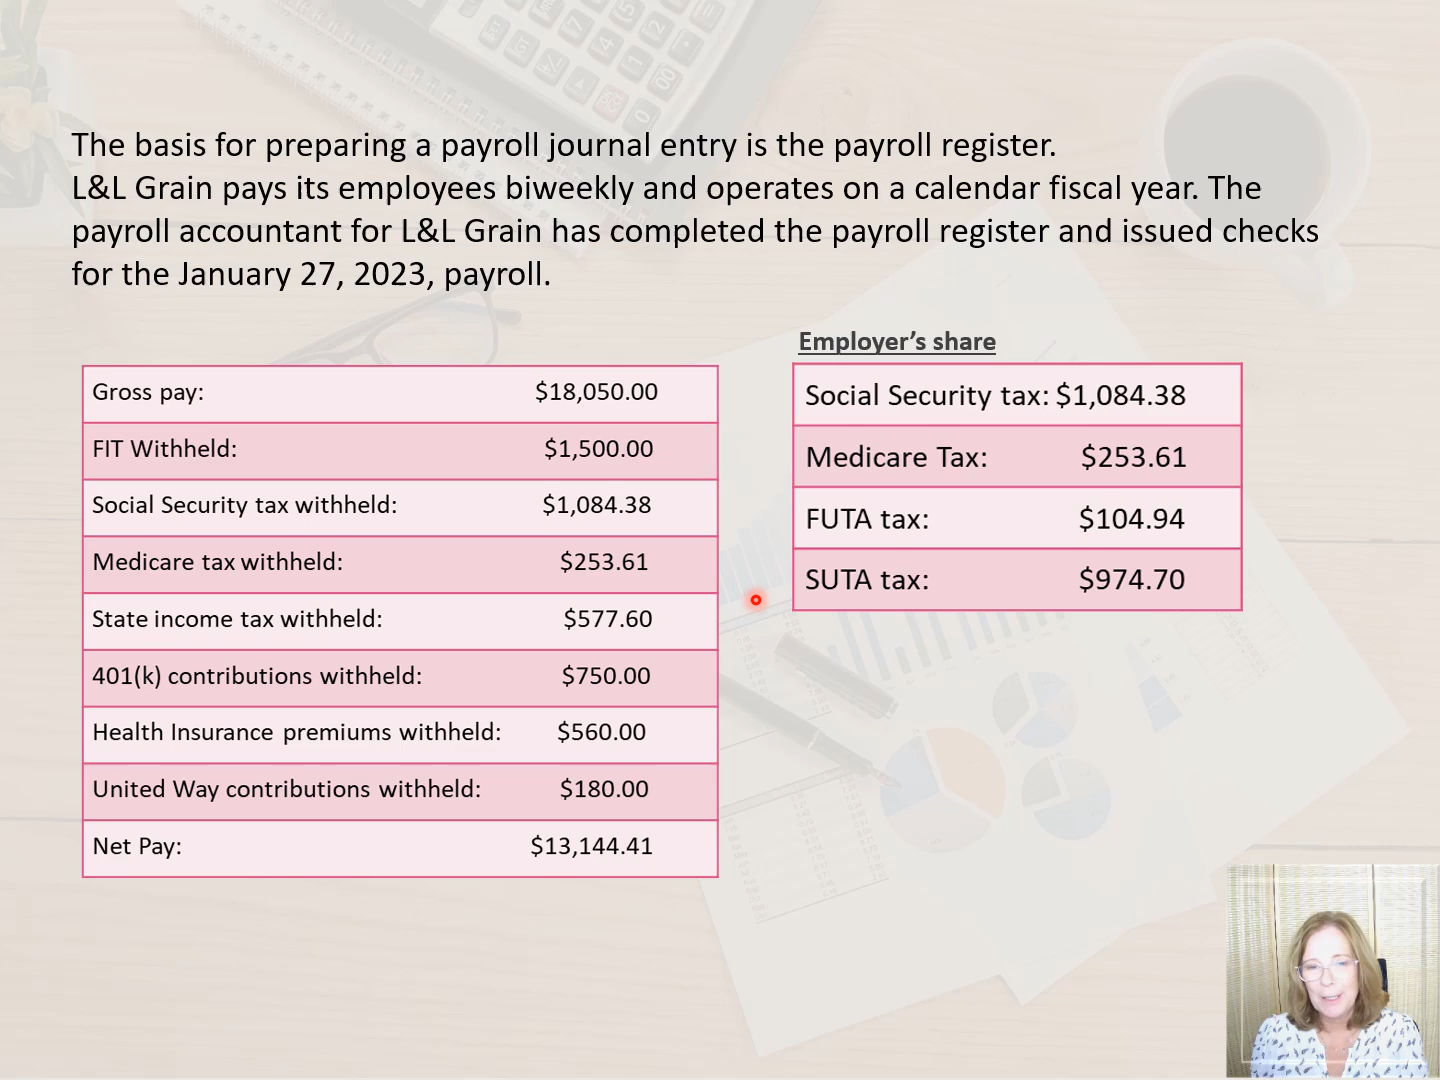 The basis for preparing a payroll journal entry is the payroll register.
L&L Grain pays its employees biweekly and operates on a calendar fiscal year. The
payroll accountant for L&L Grain has completed the payroll register and issued checks
for the January 27, 2023, payroll.
Gross pay: $18,050.00
FIT Withheld: $1,500.00
Social Security tax withheld: $1,084.38
Medicare tax withheld: $253.61
State income tax withheld: $577.60
401(k) contributions withheld: $750.00
Health Insurance premiums withheld: $560.00
United Way contributions withheld: $180.00
Net Pay: $13,144.41
Employer’s share
Social Security tax: $1,084.38
Medicare Tax: $253.61
FUTA tax: $104.94
SUTA tax: $974.70